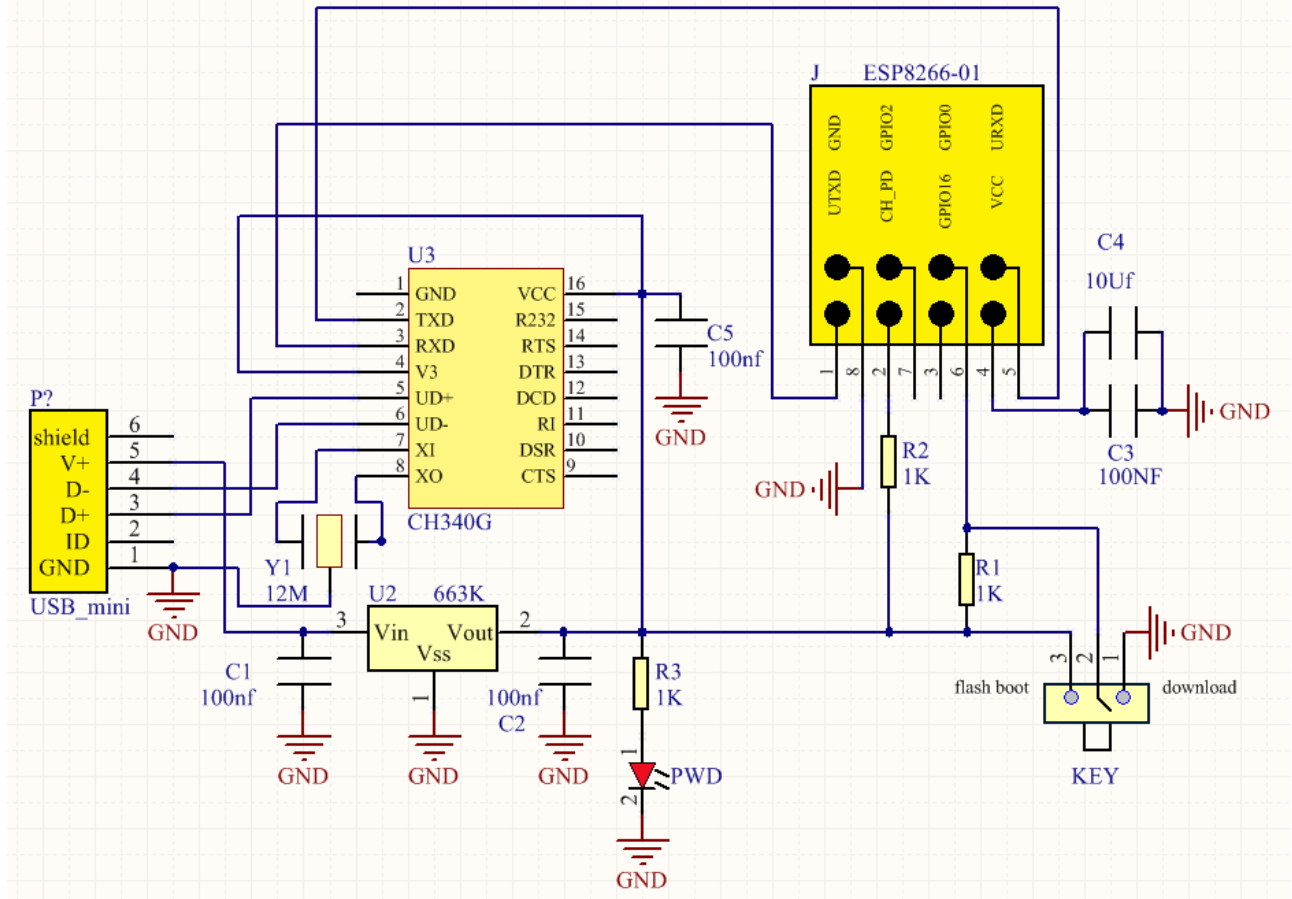 J ESP8266-01
GND GPIO2 GPIO0 URXD
UTXD CH_PD GPIO16 VCC
1 8 2 7 3 6 4 5
C4
10Uf
C3
100NF
GND
U3
1 GND VCC 16
2 TXD R232 15
3 RXD RTS 14
4 V3 DTR 13
5 UD+ DCD 12
6 UD- RI 11
7 XI DSR 10
8 XO CTS 9
CH340G
C5
100nf
GND
P?
shield 6
V+ 5
D- 4
D+ 3
ID 2
GND 1
USB_mini
GND
Y1
12M
R2
1K
GND
R1
1K
U2 663K
3 Vin Vout 2
Vss
1
C1
100nf
GND
GND
100nf
C2
GND
R3
1K
1
PWD
2
GND
GND
3 2 1
flash boot download
KEY